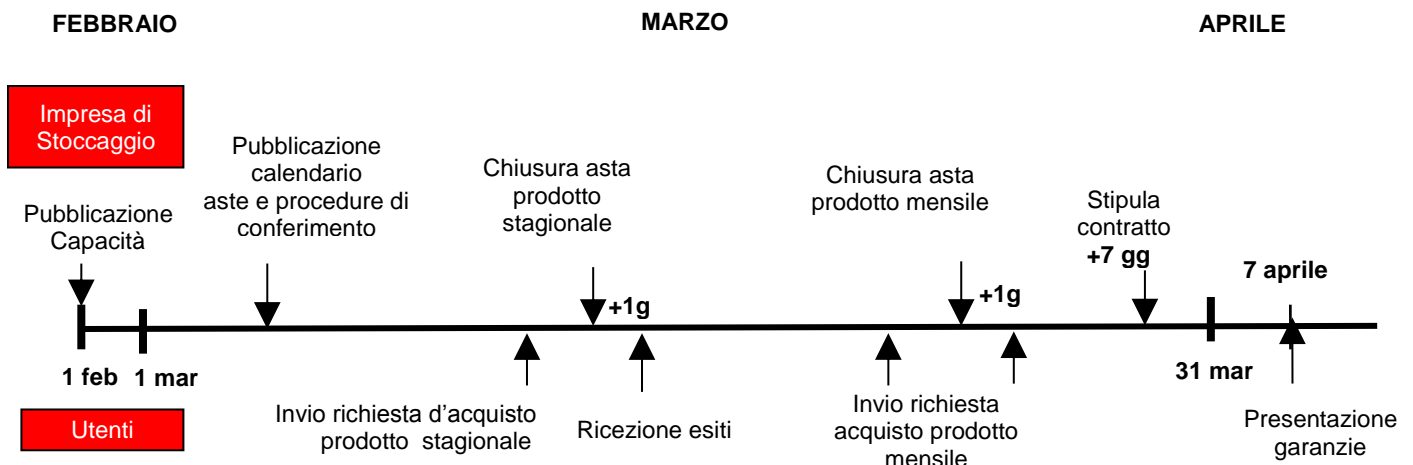 FEBBRAIO
MARZO
APRILE
Impresa di
Stoccaggio
Pubblicazione
Capacità
Pubblicazione
calendario
aste e procedure di
conferimento
Chiusura asta
prodotto
stagionale
Chiusura asta
prodotto mensile
Stipula
contratto
+7 gg
7 aprile
+1g
+1g
1 feb
1 mar
31 mar
Utenti
Invio richiesta d’acquisto
prodotto stagionale
Ricezione esiti
Invio richiesta
acquisto prodotto
mensile
Presentazione
garanzie